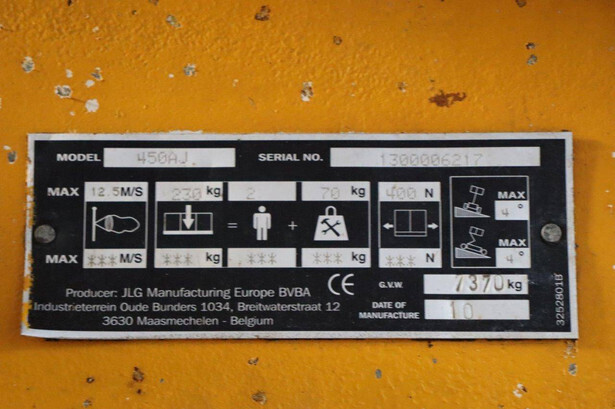 MODEL 450AJ. SERIAL NO. 1300006217
MAX 12.5M/S 230 kg 2 70 kg 400 N MAX 4°
= +
MAX ***M/S *** kg *** *** kg *** N MAX 4°
Producer: JLG Manufacturing Europe BVBA CE G.V.W. 7370kg
Industrieterrein Oude Bunders 1034, Breitwaterstraat 12 DATE OF MANUFACTURE 10.
3630 Maasmechelen - Belgium
3252801B